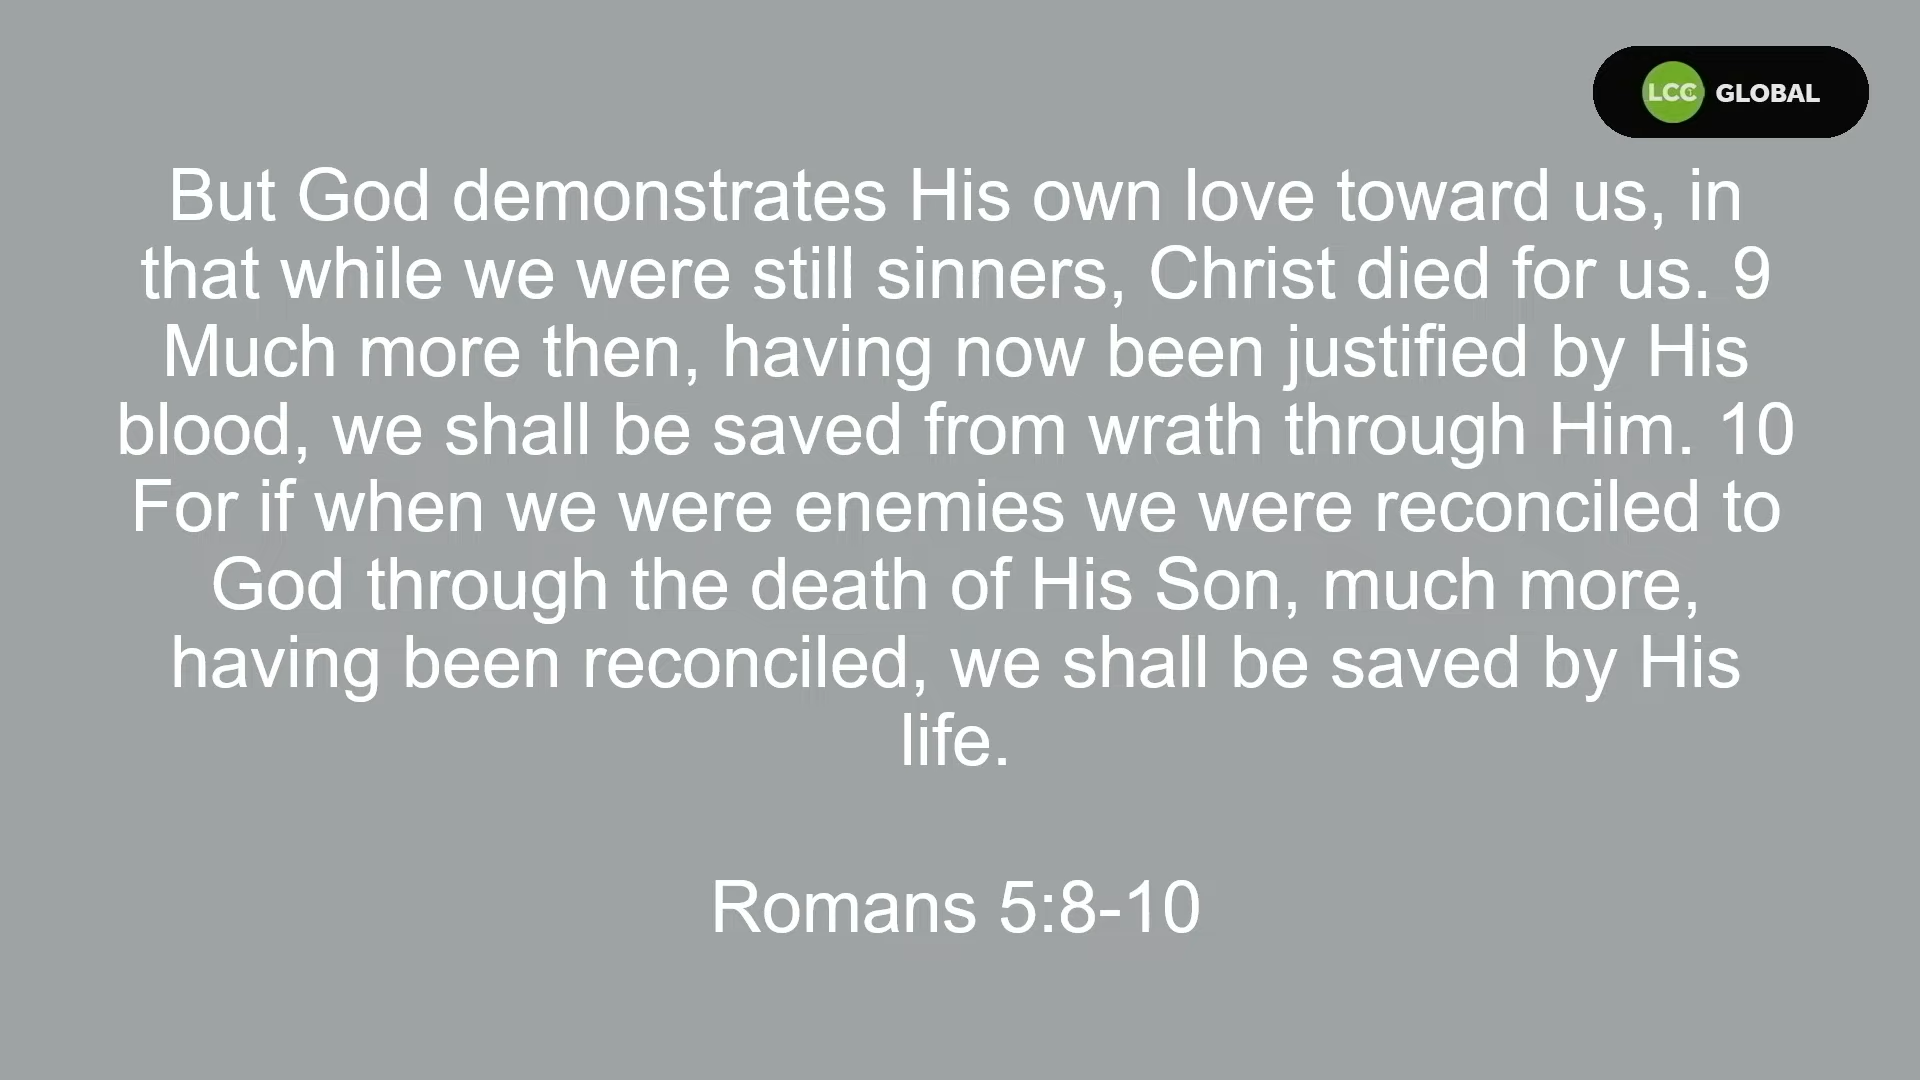 LCC GLOBAL
But God demonstrates His own love toward us, in
that while we were still sinners, Christ died for us. 9
Much more then, having now been justified by His
blood, we shall be saved from wrath through Him. 10
For if when we were enemies we were reconciled to
God through the death of His Son, much more,
having been reconciled, we shall be saved by His
life.
Romans 5:8-10